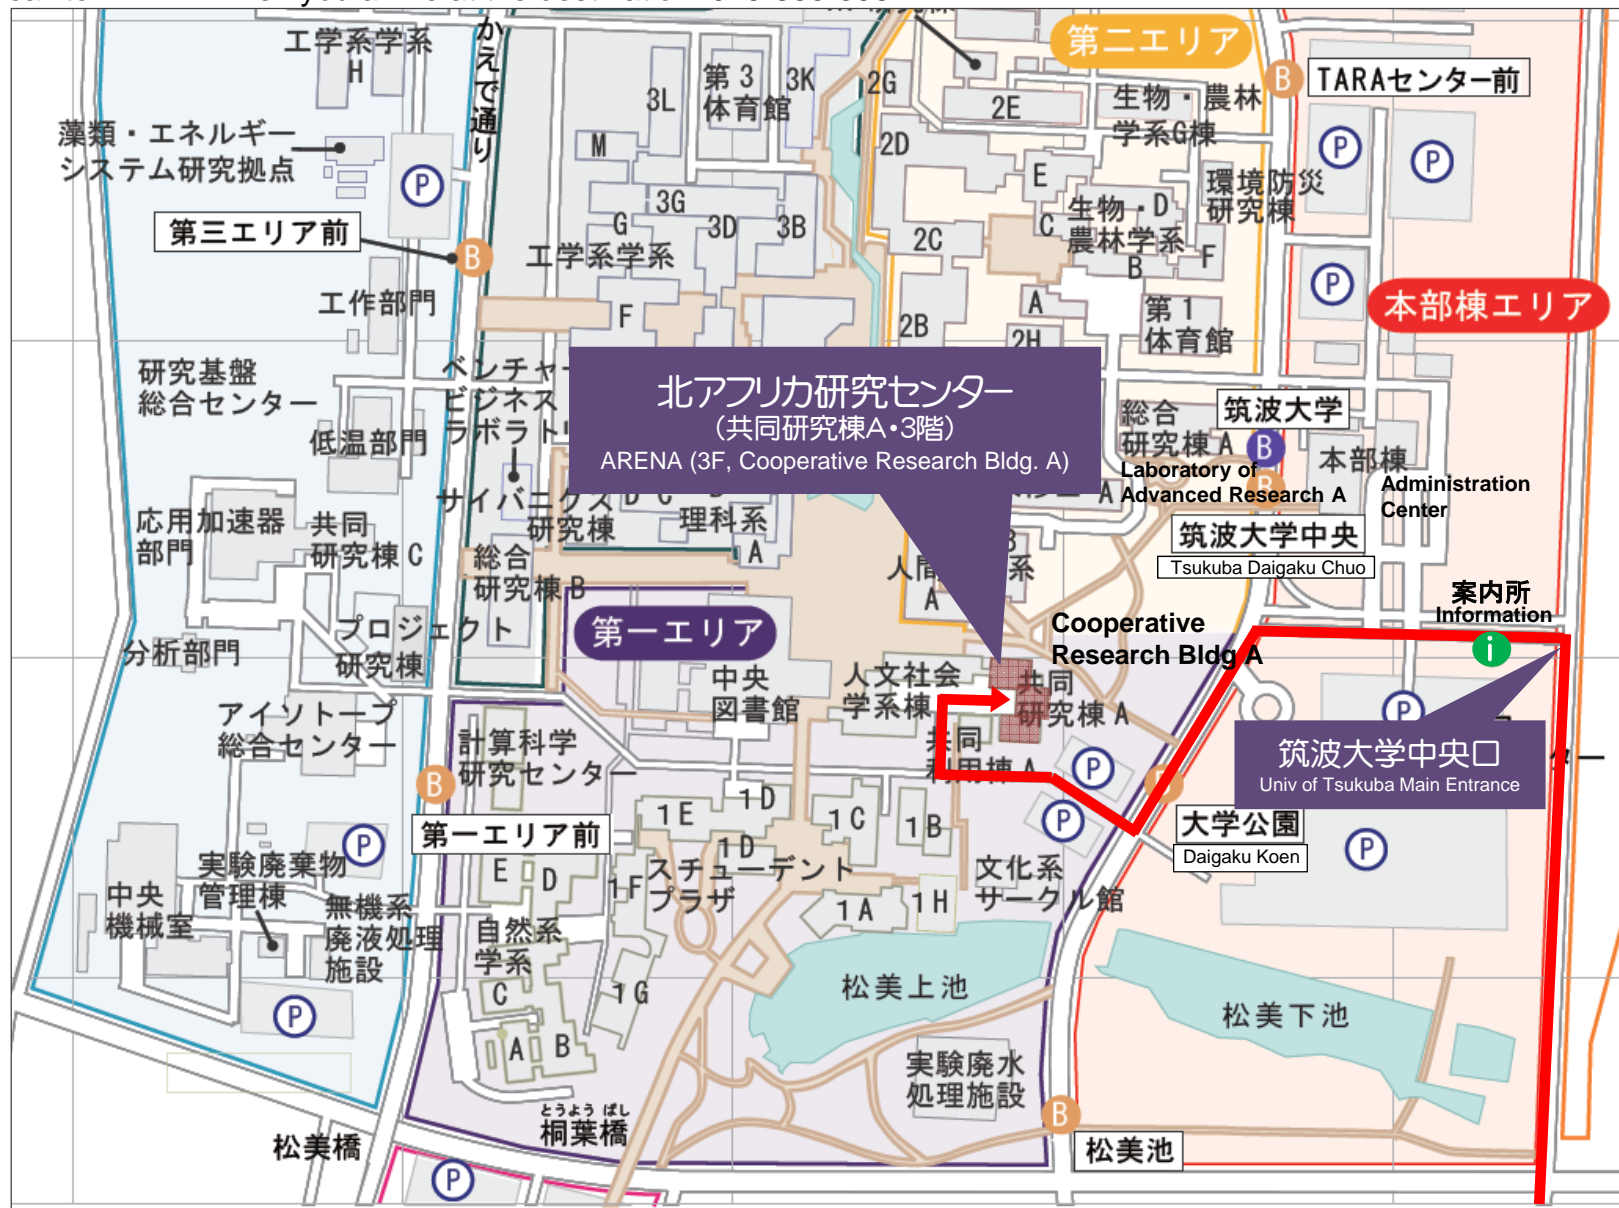 かえで通り
工学系学系
H
第3
体育館
3K
3L
2G
第二エリア
B
TARAセンター前
2E
生物・農林
学系G棟
藻類・エネルギー
システム研究拠点
P
M
2D
P
P
E
環境防災
研究棟
3G
G
3D
3B
生物・D
農林学系
C
第三エリア前
B
工学系学系
2C
B
F
P
工作部門
F
A
第1
体育館
本部棟エリア
2B
2H
研究基盤
総合センター
北アフリカ研究センター
(共同研究棟A・3階)
ARENA (3F, Cooperative Research Bldg. A)
低温部門
総合
研究棟A
筑波大学
B
本部棟
Laboratory of
Advanced Research A
Administration
Center
A
B
サイバニクス
研究棟
理科系
A
応用加速器
部門
共同
研究棟C
総合
研究棟B
筑波大学中央
Tsukuba Daigaku Chuo
A
案内所
Information
i
プロジェクト
研究棟
第一エリア
Cooperative
Research Bldg A
分析部門
中央
図書館
人文社会
学系棟
共同
研究棟A
アイソトープ
総合センター
計算科学
研究センター
共同
利用棟A
P
P
筑波大学中央口
Univ of Tsukuba Main Entrance
B
B
1E
1D
1C
1B
P
大学公園
Daigaku Koen
P
第一エリア前
P
1D
スチューデント
プラザ
実験廃棄物
管理棟
E
D
1F
文化系
サークル館
中央
機械室
無機系
廃液処理
施設
1A
1H
自然系
学系
C
1G
松美上池
松美下池
P
A
B
実験廃水
処理施設
とうようばし
桐葉橋
松美橋
B
松美池
P